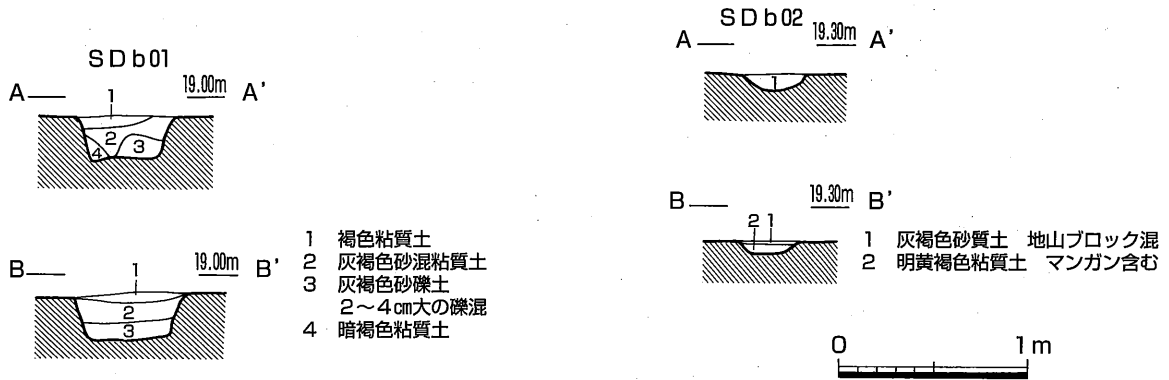 SDb01
A 19.00m A'
1
2
3
4
B 19.00m B'
1
2
3
1 褐色粘質土
2 灰褐色砂混粘質土
3 灰褐色砂礫土
2～4㎝大の礫混
4 暗褐色粘質土
SDb02
A 19.30m A'
1
B 19.30m B'
2 1
1 灰褐色砂質土 地山ブロック混
2 明黄褐色粘質土 マンガン含む
0 1m